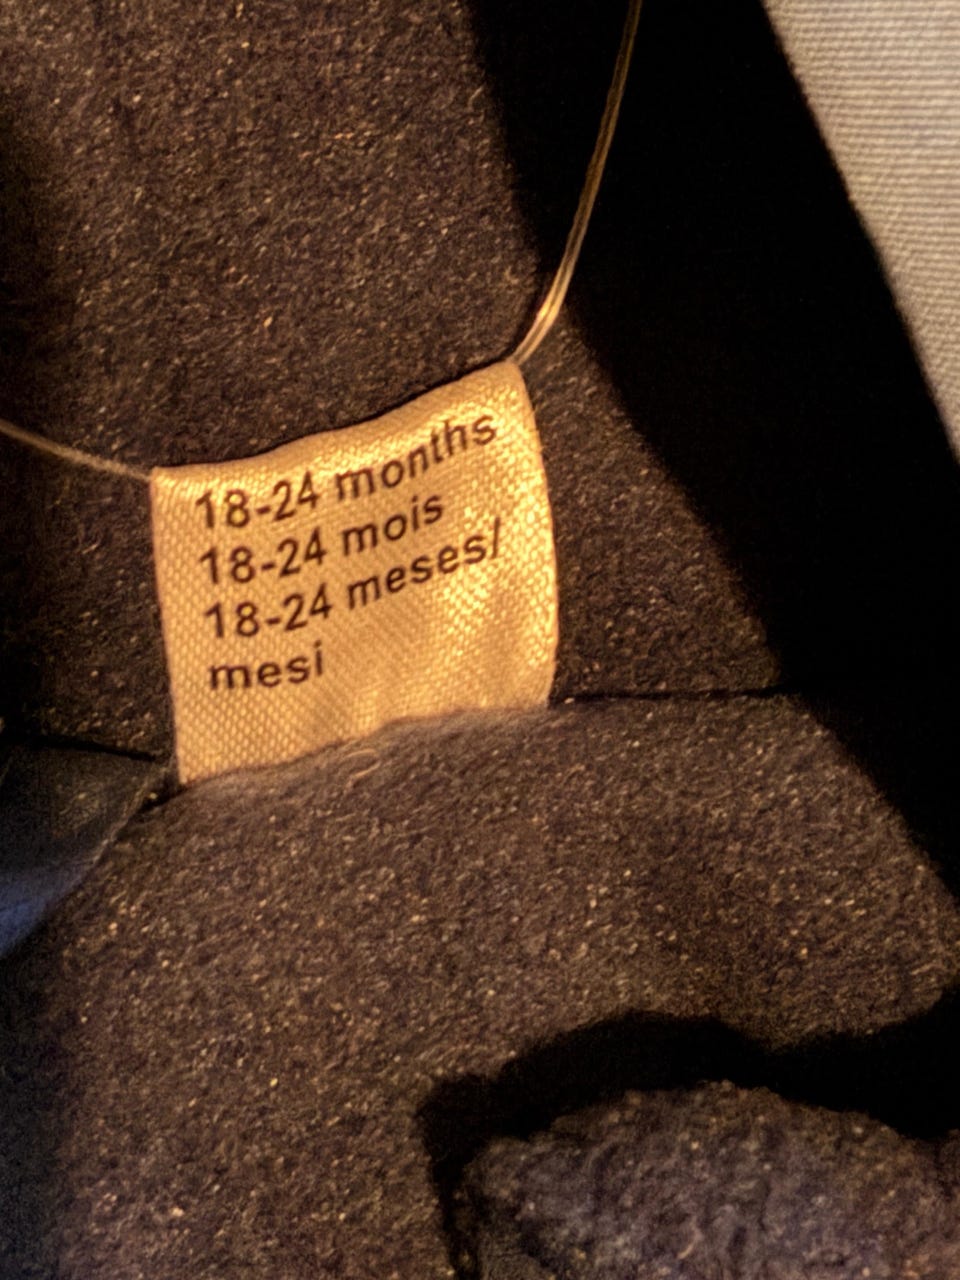 18-24 months
18-24 mois
18-24 meses/
mesi